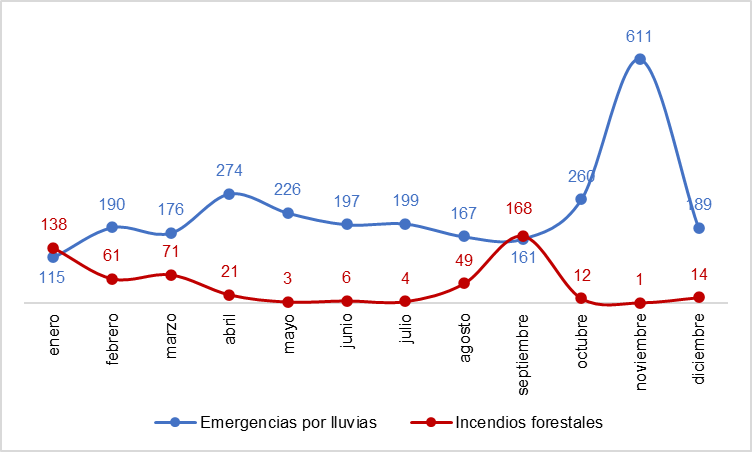 611
274
260
226
190
197
199
189
176
167
168
138
161
115
61
71
21
3
6
4
49
12
1
14
enero
febrero
marzo
abril
mayo
junio
julio
agosto
septiembre
octubre
noviembre
diciembre
Emergencias por lluvias
Incendios forestales